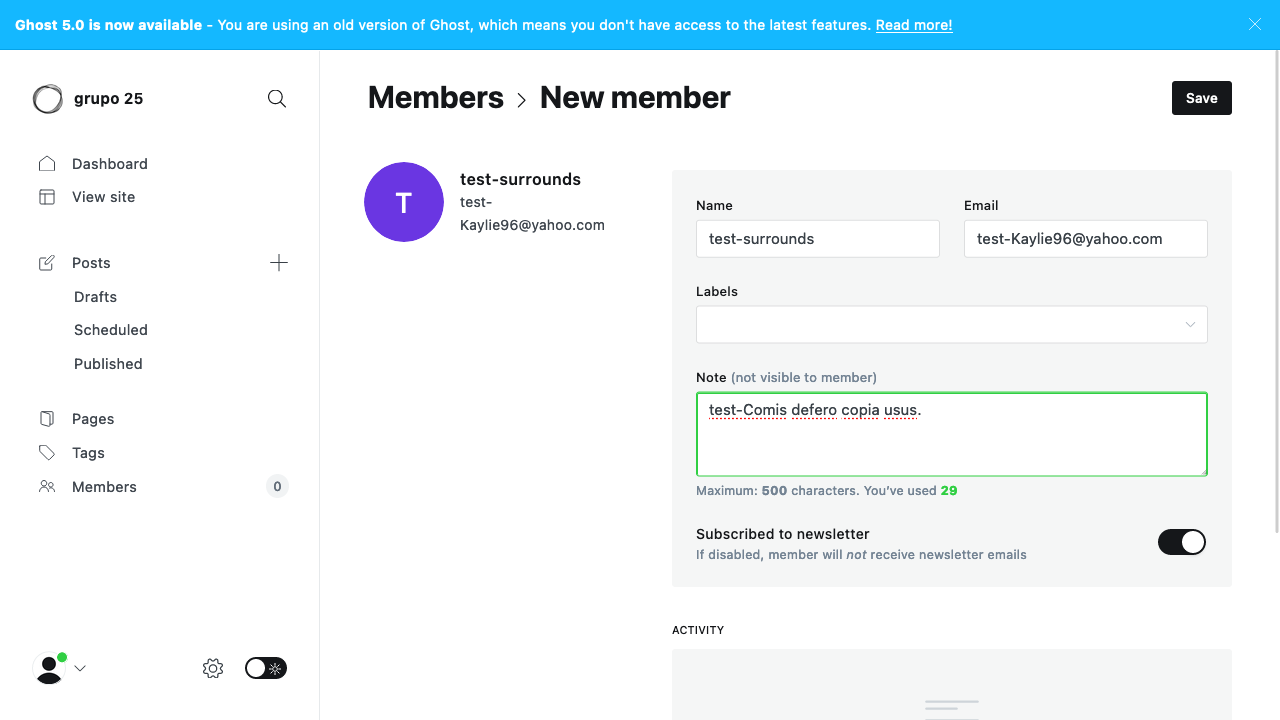 Ghost 5.0 is now available - You are using an old version of Ghost, which means you don't have access to the latest features. Read more!
grupo 25
Dashboard
View site
Posts
Drafts
Scheduled
Published
Pages
Tags
Members 0
Members > New member
Save
T
test-surrounds
test-
Kaylie96@yahoo.com
Name
test-surrounds
Email
test-Kaylie96@yahoo.com
Labels
Note (not visible to member)
test-Comis defero copia usus.
Maximum: 500 characters. You've used 29
Subscribed to newsletter
If disabled, member will not receive newsletter emails
ACTIVITY